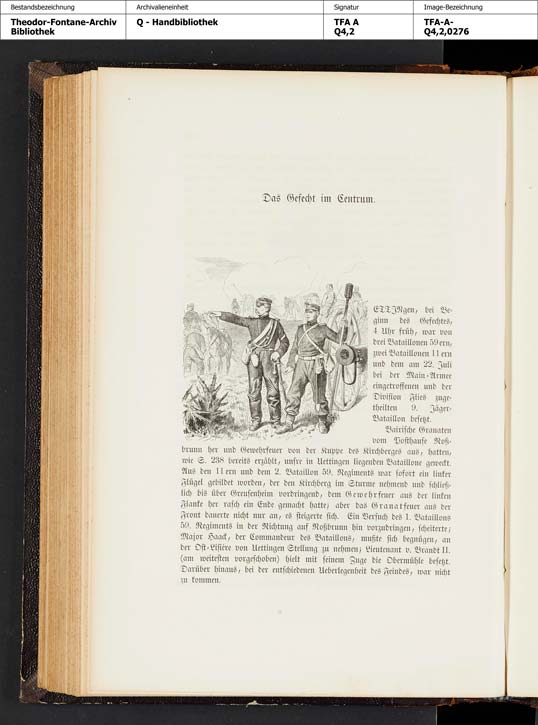 Bestandsbezeichnung
Archivalieneinheit
Signatur
Image-Bezeichnung
Theodor-Fontane-Archiv
Bibliothek
Q - Handbibliothek
TFA A
Q4,2
TFA-A-
Q4,2,0276
Das Gefecht im Centrum.
ETTINgen, bei Be-
ginn des Gefechtes,
4 Uhr früh, war von
drei Bataillonen 59 ern,
zwei Bataillonen 11 ern
und dem am 22. Juli
bei der Main-Armee
eingetroffenen und der
Division Flies zuge-
theilten 9. Jäger-
Bataillon besetzt.
Bairische Granaten
vom Posthause Roß-
brunn her und Gewehrfeuer von der Kuppe des Kirchberges aus, hatten,
wie S. 238 bereits erzählt, unsre in Uettingen liegenden Bataillone geweckt.
Aus den 11 ern und dem 2. Bataillon 59. Regiments war sofort ein linker
Flügel gebildet worden, der den Kirchberg im Sturme nehmend und schließ-
lich bis über Greußenheim vordringend, dem Gewehrfeuer aus der linken
Flanke her rasch ein Ende gemacht hatte; aber das Granatfeuer aus der
Front dauerte nicht nur an, es steigerte sich. Ein Versuch des 1. Bataillons
59. Regiments in der Richtung auf Roßbrunn hin vorzudringen, scheiterte;
Major Haack, der Commandeur des Bataillons, mußte sich begnügen, an
der Ost-Lisière von Uettingen Stellung zu nehmen; Lieutenant v. Brandt II.
(am weitesten vorgeschoben) hielt mit seinem Zuge die Obermühle besetzt.
Darüber hinaus, bei der entschiedenen Ueberlegenheit des Feindes, war nicht
zu kommen.